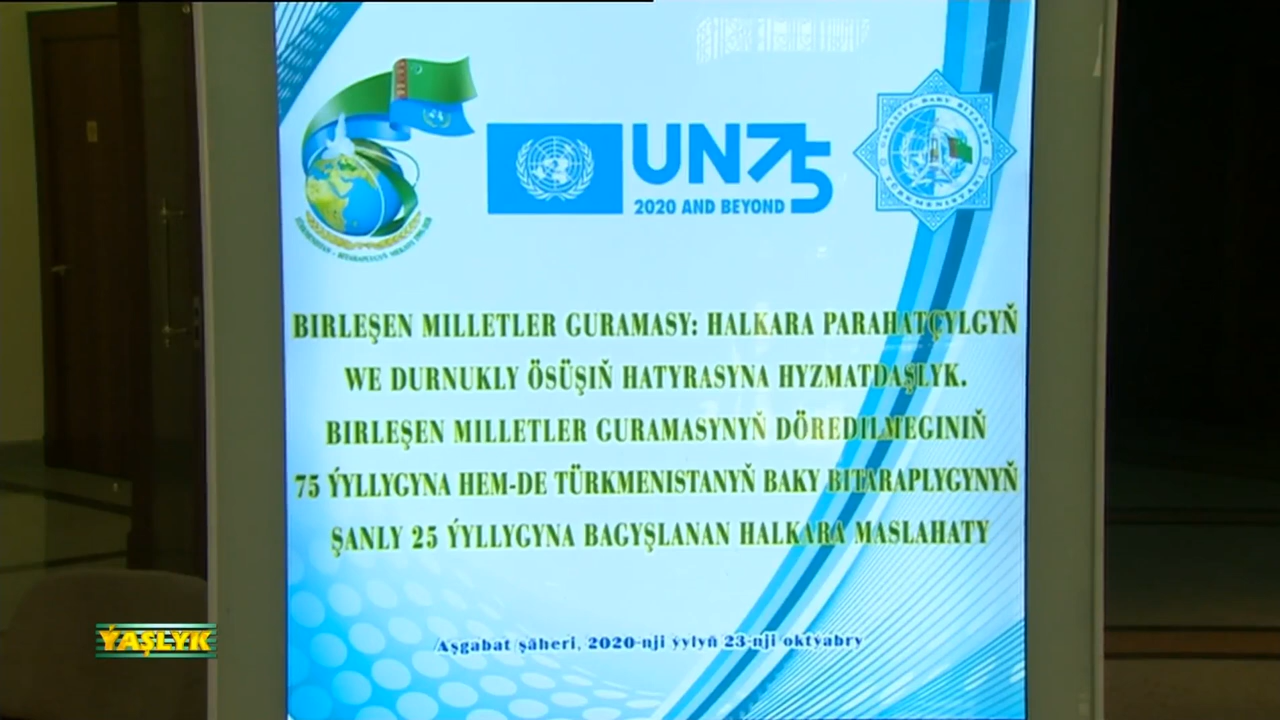 UN75
2020 AND BEYOND
BIRLEŞEN MILLETLER GURAMASY: HALKARA PARAHATÇYLGYŇ
WE DURNUKLY ÖSÜŞIŇ HATYRASYNA HYZMATDAŞLYK.
BIRLEŞEN MILLETLER GURAMASYNYŇ DÖREDILMEGINIŇ
75 ÝYLLYGYNA HEM-DE TÜRKMENISTANYŇ BAKY BITARAPLYGYNYŇ
ŞANLY 25 ÝYLLYGYNA BAGYŞLANAN HALKARA MASLAHATY
Aşgabat şäheri, 2020-nji ýylyň 23-nji oktýabry
ÝAŞLYK